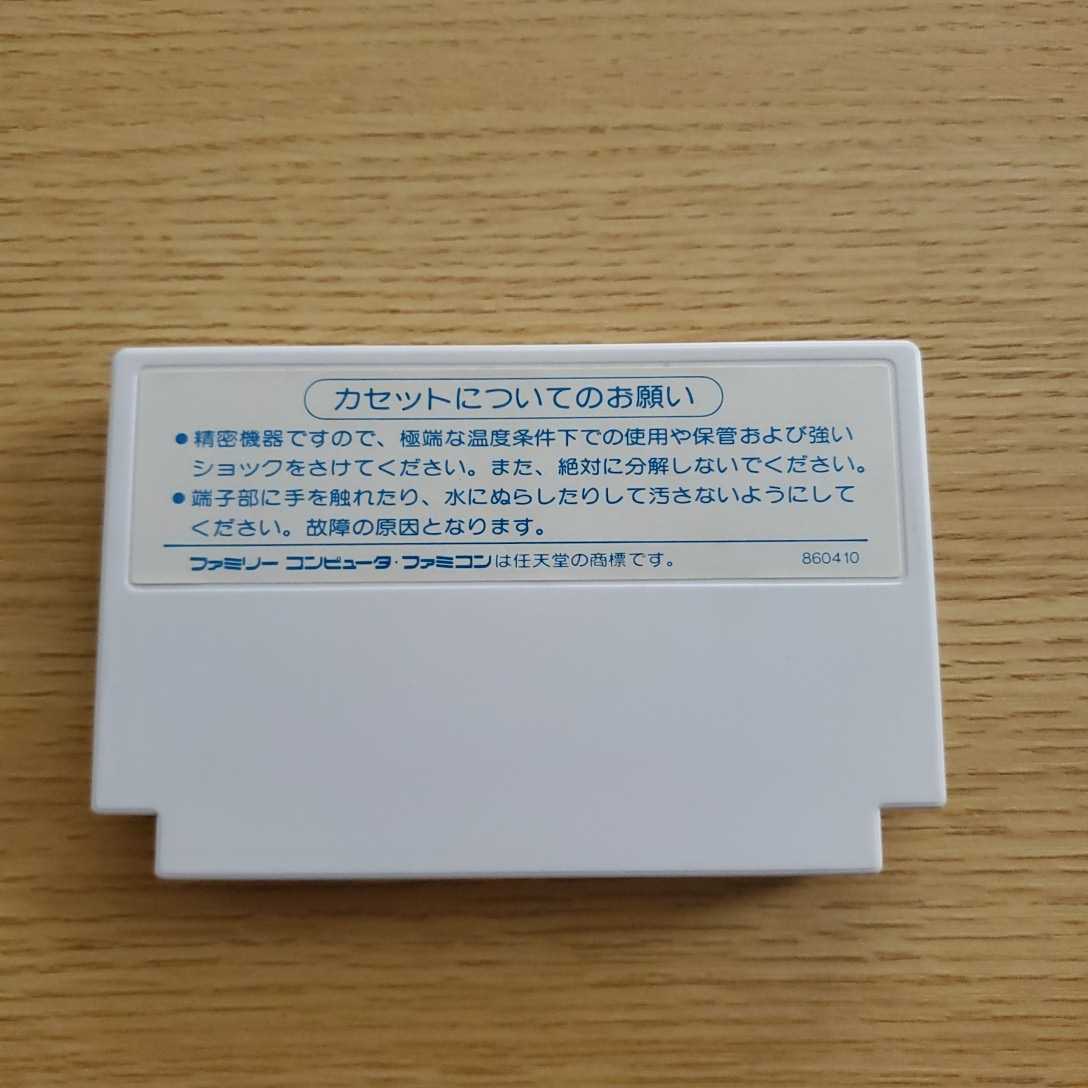 カセットについてのお願い
●精密機器ですので、極端な温度条件下での使用や保管および強い
ショックをさけてください。また、絶対に分解しないでください。
●端子部に手を触れたり、水にぬらしたりして汚さないようにして
ください。故障の原因となります。
ファミリー コンピュータ・ファミコンは任天堂の商標です。 860410